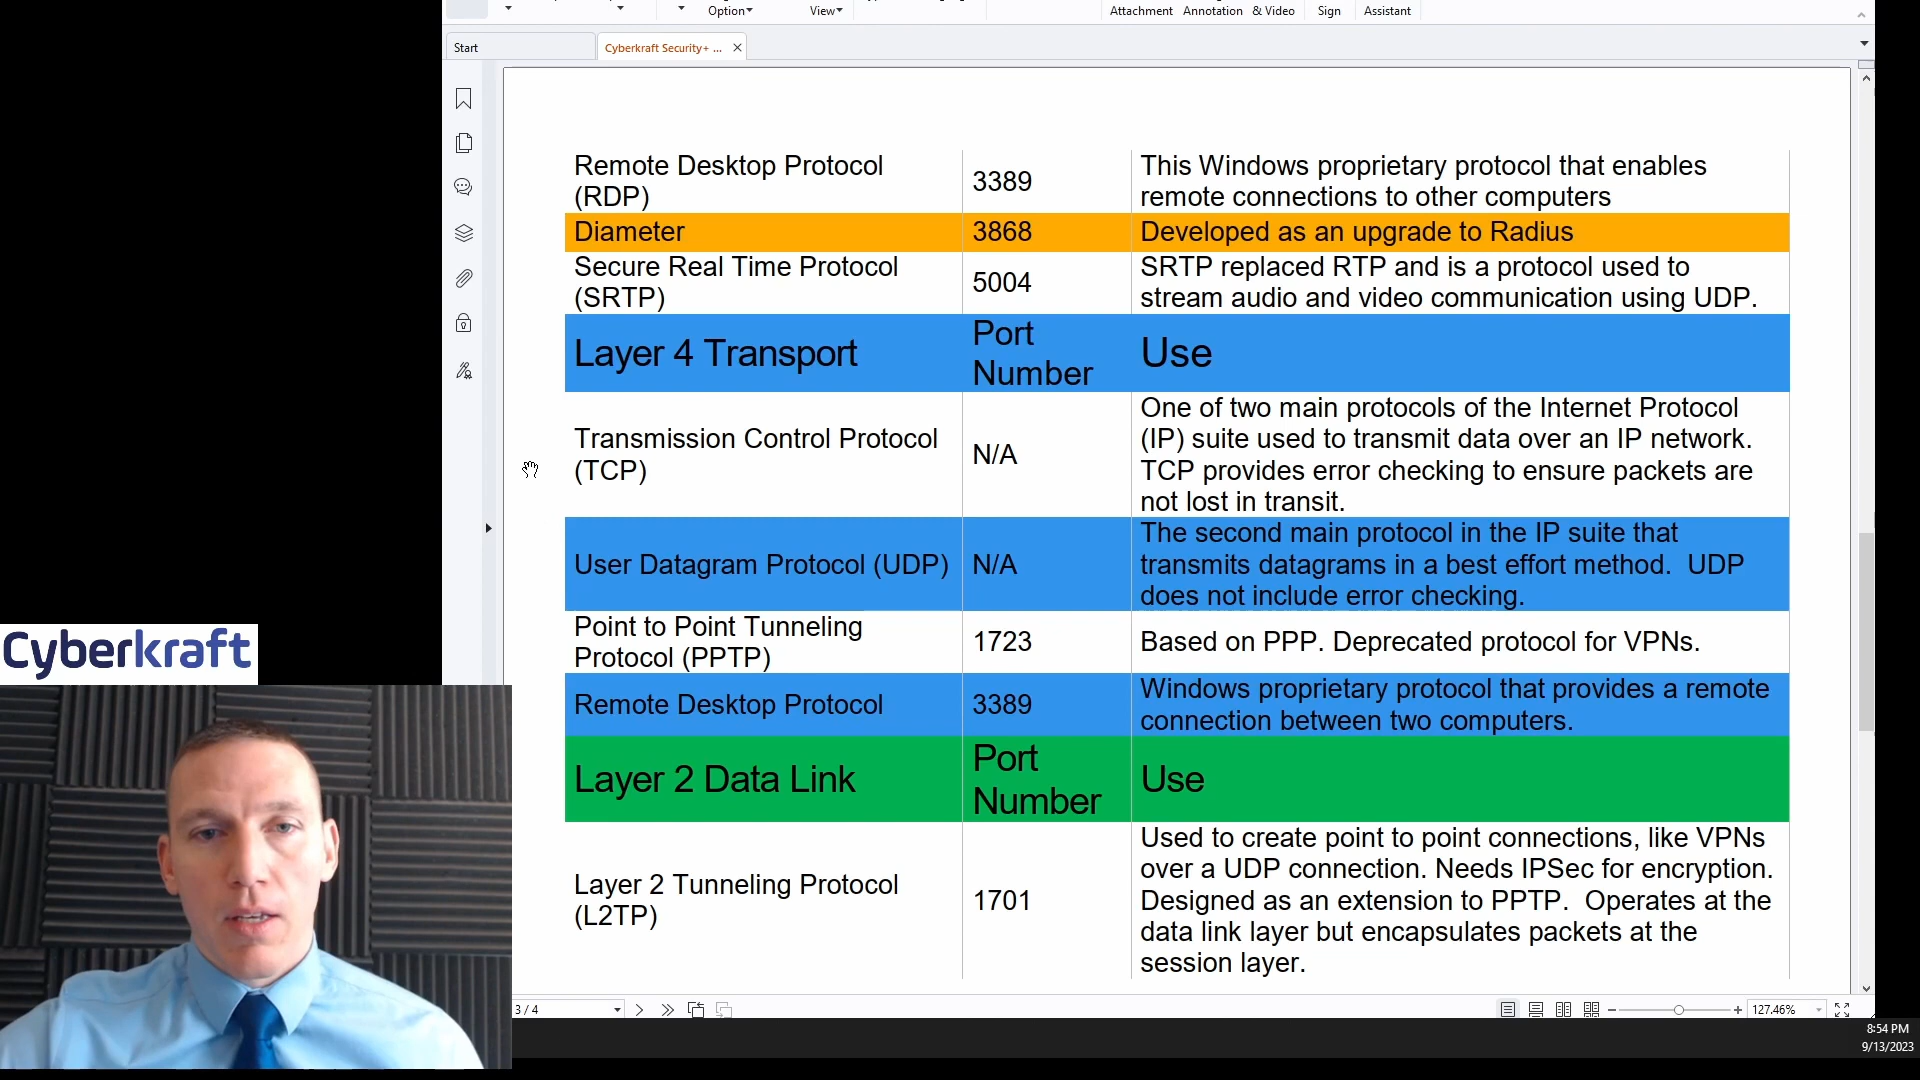 Option
View
Attachment
Annotation
& Video
Sign
Assistant
Start
Cyberkraft Security+ ...
Remote Desktop Protocol
(RDP)
3389
This Windows proprietary protocol that enables
remote connections to other computers
Diameter
3868
Developed as an upgrade to Radius
Secure Real Time Protocol
(SRTP)
5004
SRTP replaced RTP and is a protocol used to
stream audio and video communication using UDP.
Layer 4 Transport
Port
Number
Use
Transmission Control Protocol
(TCP)
N/A
One of two main protocols of the Internet Protocol
(IP) suite used to transmit data over an IP network.
TCP provides error checking to ensure packets are
not lost in transit.
User Datagram Protocol (UDP)
N/A
The second main protocol in the IP suite that
transmits datagrams in a best effort method.  UDP
does not include error checking.
Point to Point Tunneling
Protocol (PPTP)
1723
Based on PPP. Deprecated protocol for VPNs.
Remote Desktop Protocol
3389
Windows proprietary protocol that provides a remote
connection between two computers.
Layer 2 Data Link
Port
Number
Use
Layer 2 Tunneling Protocol
(L2TP)
1701
Used to create point to point connections, like VPNs
over a UDP connection. Needs IPSec for encryption.
Designed as an extension to PPTP.  Operates at the
data link layer but encapsulates packets at the
session layer.
Cyberkraft
3 / 4
127.46%
8:54 PM
9/13/2023